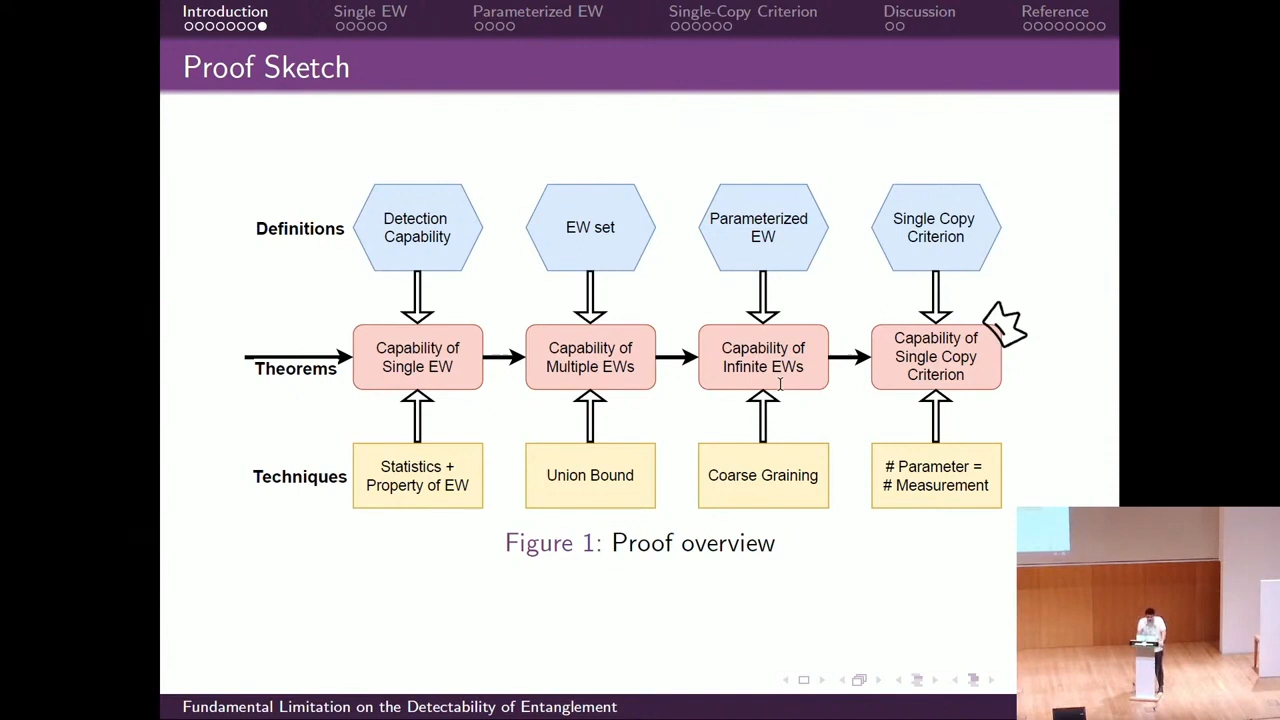 Introduction Single EW Parameterized EW Single-Copy Criterion Discussion Reference
Proof Sketch
Definitions
Detection
Capability
EW set
Parameterized
EW
Single Copy
Criterion
Theorems
Capability of
Single EW
Capability of
Multiple EWs
Capability of
Infinite EWs
Capability of
Single Copy
Criterion
Techniques
Statistics +
Property of EW
Union Bound
Coarse Graining
# Parameter =
# Measurement
Figure 1: Proof overview
Fundamental Limitation on the Detectability of Entanglement